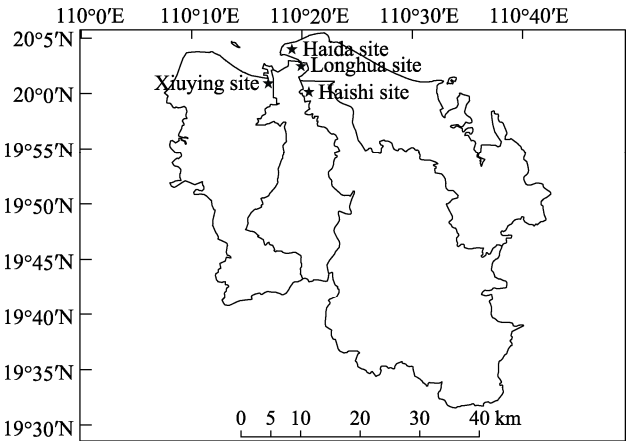 110°0′E 110°10′E 110°20′E 110°30′E 110°40′E
20°5′N
Haida site
Longhua site
Xiuying site
20°0′N
Haishi site
19°55′N
19°50′N
19°45′N
19°40′N
19°35′N
19°30′N
0 5 10 20 30 40 km